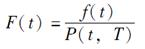 F(t) = f(t) / P(t, T)